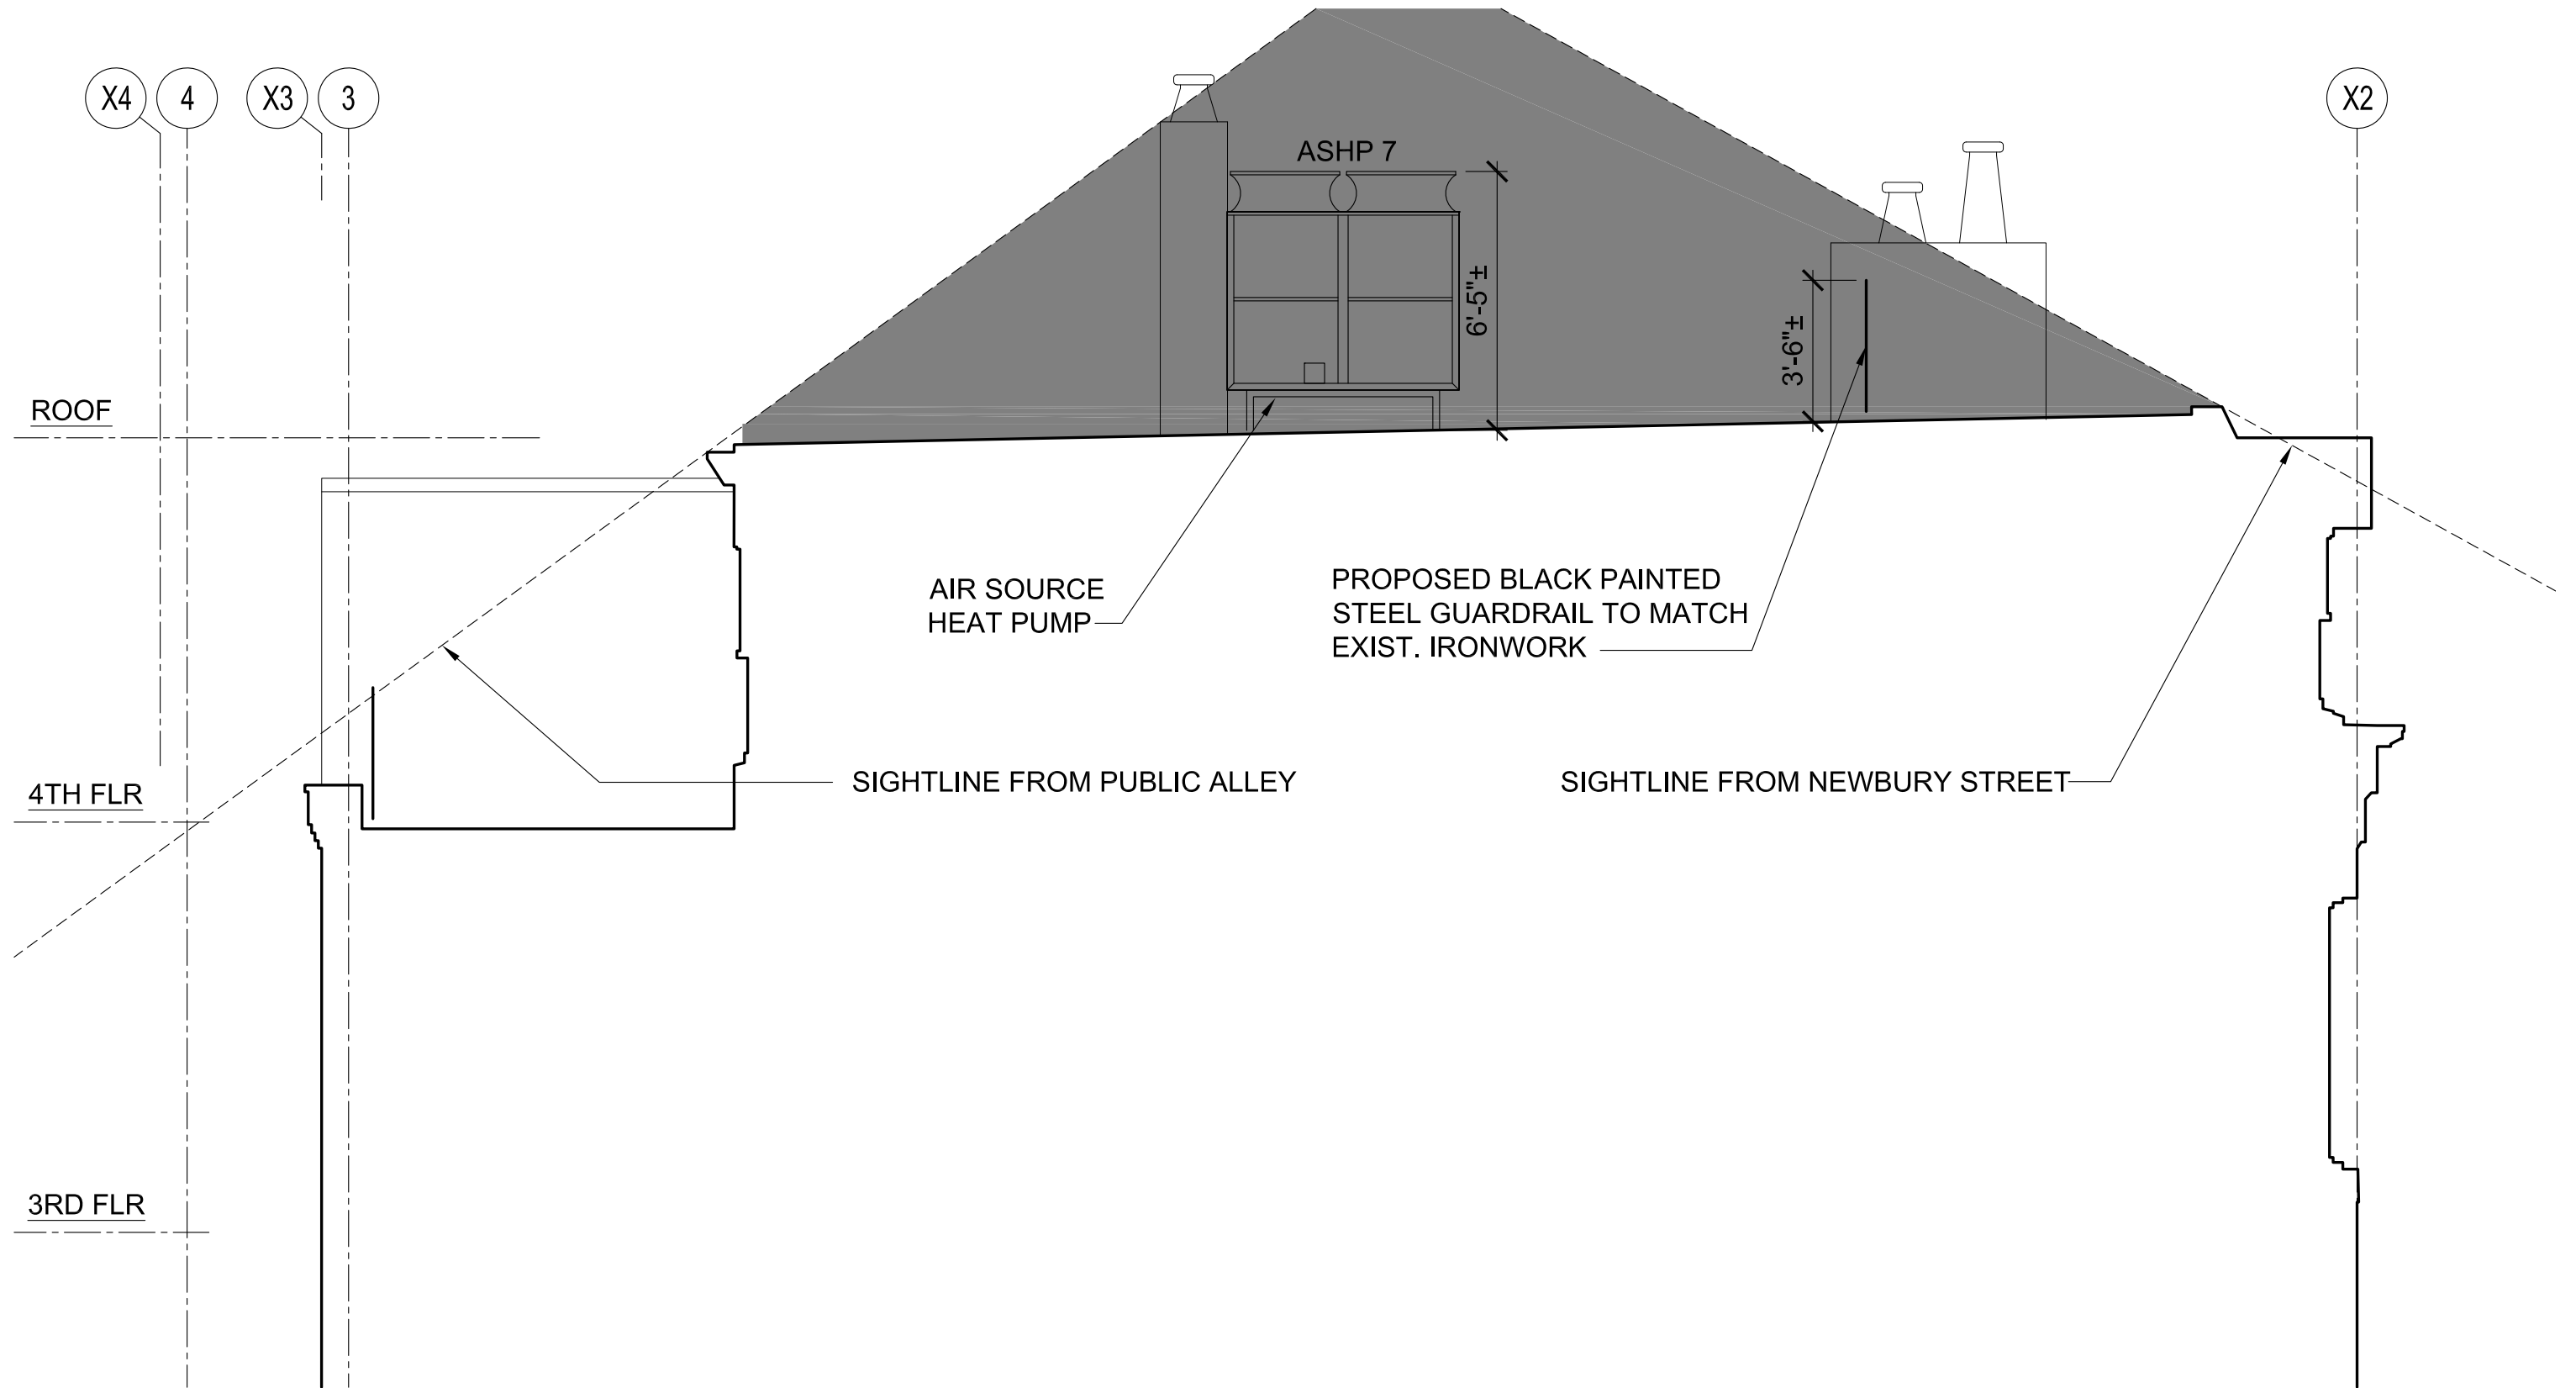 X4
4
X3
3
X2
ASHP 7
6'-5"±
3'-6"±
ROOF
AIR SOURCE
HEAT PUMP
PROPOSED BLACK PAINTED
STEEL GUARDRAIL TO MATCH
EXIST. IRONWORK
SIGHTLINE FROM PUBLIC ALLEY
SIGHTLINE FROM NEWBURY STREET
4TH FLR
3RD FLR